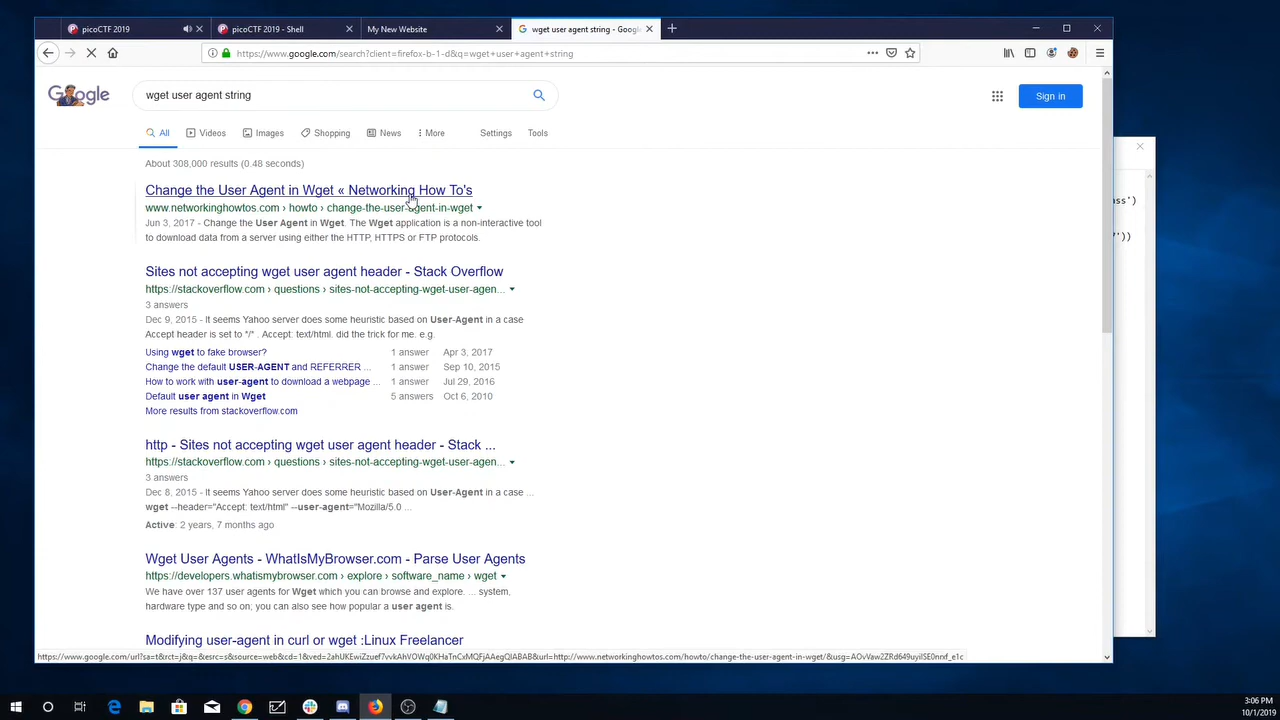 picoCTF 2019
picoCTF 2019 - Shell
My New Website
wget user agent string - Google
https://www.google.com/search?client=firefox-b-1-d&q=wget+user+agent+string
Google
wget user agent string
Sign in
All
Videos
Images
Shopping
News
More
Settings
Tools
About 308,000 results (0.48 seconds)
Change the User Agent in Wget « Networking How To's
www.networkinghowtos.com › howto › change-the-user-agent-in-wget
Jun 3, 2017 - Change the User Agent in Wget. The Wget application is a non-interactive tool
to download data from a server using either the HTTP, HTTPS or FTP protocols.
Sites not accepting wget user agent header - Stack Overflow
https://stackoverflow.com › questions › sites-not-accepting-wget-user-agen...
3 answers
Dec 9, 2015 - It seems Yahoo server does some heuristic based on User-Agent in a case
Accept header is set to */* . Accept: text/html. did the trick for me. e.g.
Using wget to fake browser? 1 answer Apr 3, 2017
Change the default USER-AGENT and REFERRER ... 1 answer Sep 10, 2015
How to work with user-agent to download a webpage ... 1 answer Jul 29, 2016
Default user agent in Wget 5 answers Oct 6, 2010
More results from stackoverflow.com
http - Sites not accepting wget user agent header - Stack ...
https://stackoverflow.com › questions › sites-not-accepting-wget-user-agen...
3 answers
Dec 8, 2015 - It seems Yahoo server does some heuristic based on User-Agent in a case ...
wget --header="Accept: text/html" --user-agent="Mozilla/5.0 ...
Active: 2 years, 7 months ago
Wget User Agents - WhatIsMyBrowser.com - Parse User Agents
https://developers.whatismybrowser.com › explore › software_name › wget
We have over 137 user agents for Wget which you can browse and explore. ... system,
hardware type and so on; you can also see how popular a user agent is.
Modifying user-agent in curl or wget :Linux Freelancer
ass')
'))
3:06 PM
10/1/2019